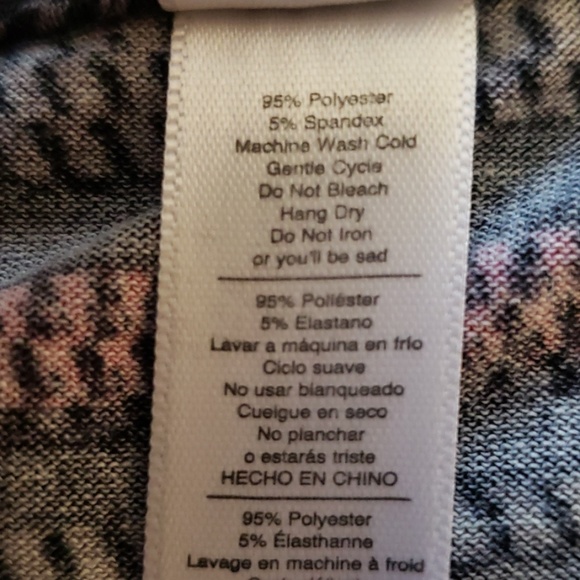 95% Polyester
5% Spandex
Machine Wash Cold
Gentle Cycle
Do Not Bleach
Hang Dry
Do Not Iron
or you'll be sad
95% Poliéster
5% Elastano
Lavar a máquina en frío
Ciclo suave
No usar blanqueado
Cuelgue en seco
No planchar
o estarás triste
HECHO EN CHINO
95% Polyester
5% Élasthanne
Lavage en machine à froid